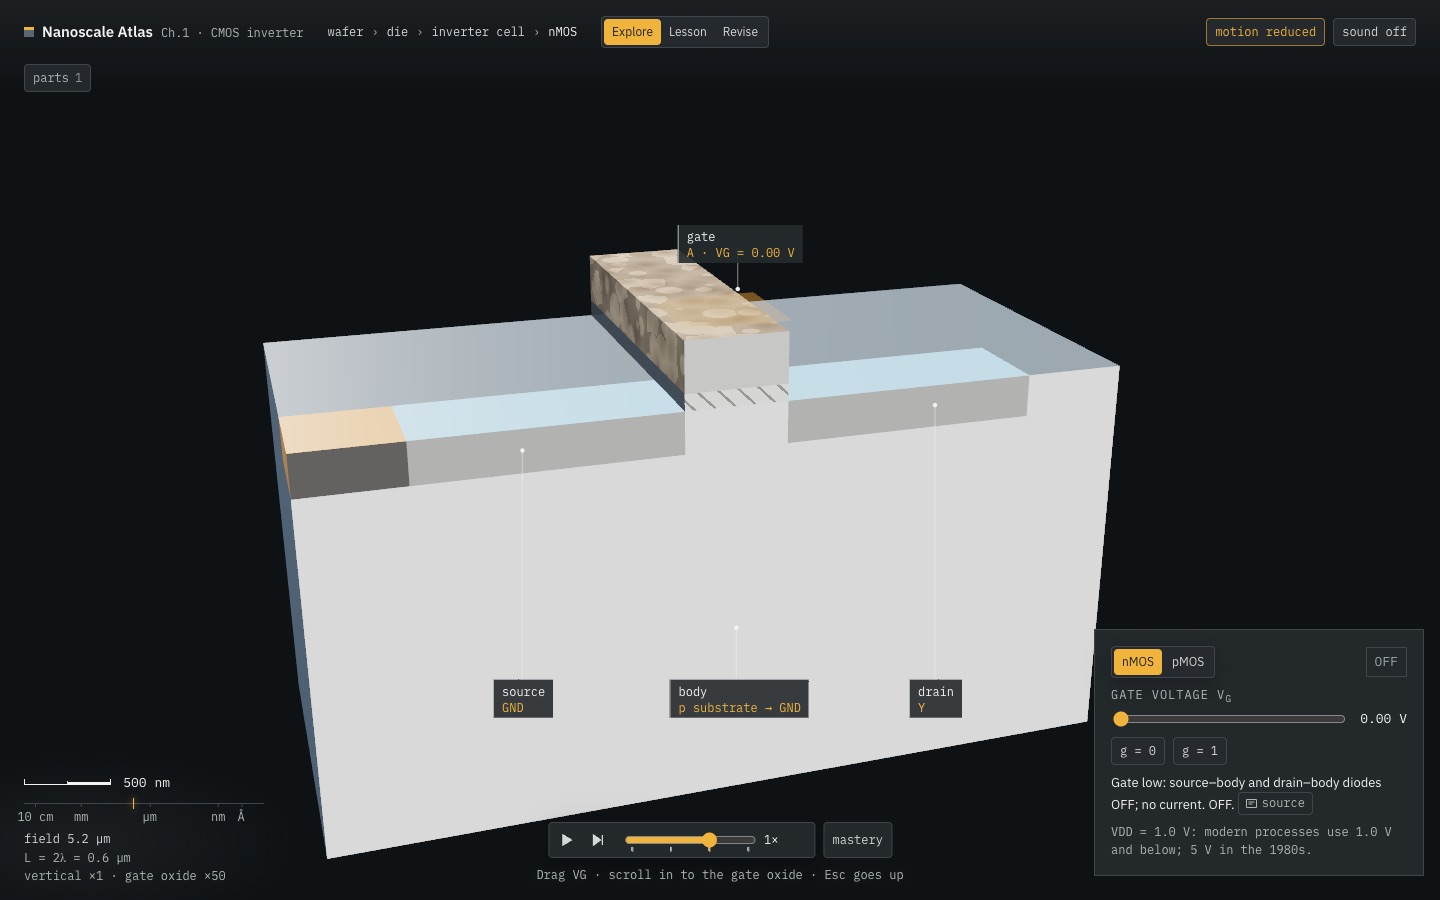 Nanoscale Atlas Ch.1 · CMOS inverter wafer › die › inverter cell › nMOS Explore Lesson Revise motion reduced sound off
parts 1
gate
A · VG = 0.00 V
source
GND
body
p substrate → GND
drain
Y
nMOS pMOS OFF
GATE VOLTAGE VG
0.00 V
g = 0 g = 1
Gate low: source–body and drain–body diodes
OFF; no current. OFF. source
VDD = 1.0 V: modern processes use 1.0 V
and below; 5 V in the 1980s.
500 nm
10 cm mm µm nm Å
field 5.2 µm
L = 2λ = 0.6 µm
vertical ×1 · gate oxide ×50
1× mastery
Drag VG · scroll in to the gate oxide · Esc goes up